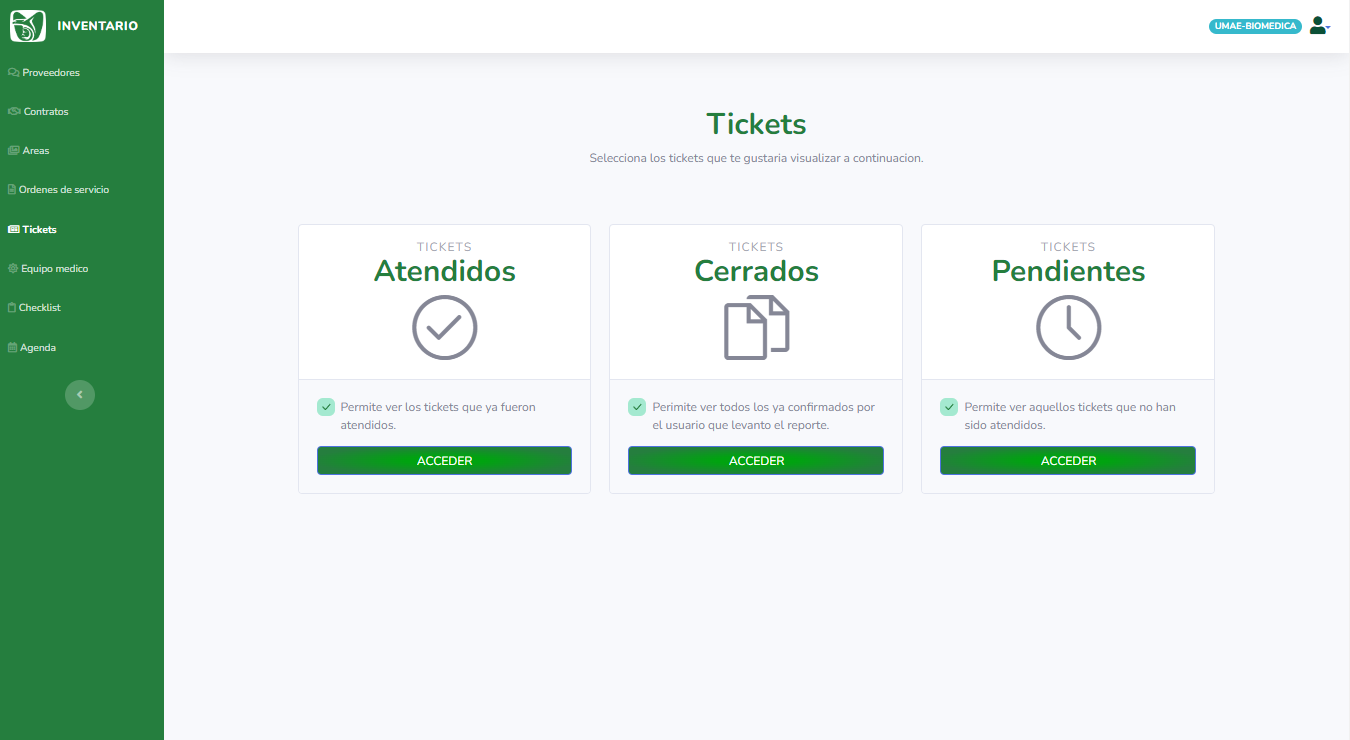 INVENTARIO
UMAE-BIOMEDICA
Proveedores
Contratos
Areas
Ordenes de servicio
Tickets
Equipo medico
Checklist
Agenda
Tickets
Selecciona los tickets que te gustaria visualizar a continuacion.
TICKETS
Atendidos
Permite ver los tickets que ya fueron
atendidos.
ACCEDER
TICKETS
Cerrados
Perimite ver todos los ya confirmados por
el usuario que levanto el reporte.
ACCEDER
TICKETS
Pendientes
Permite ver aquellos tickets que no han
sido atendidos.
ACCEDER